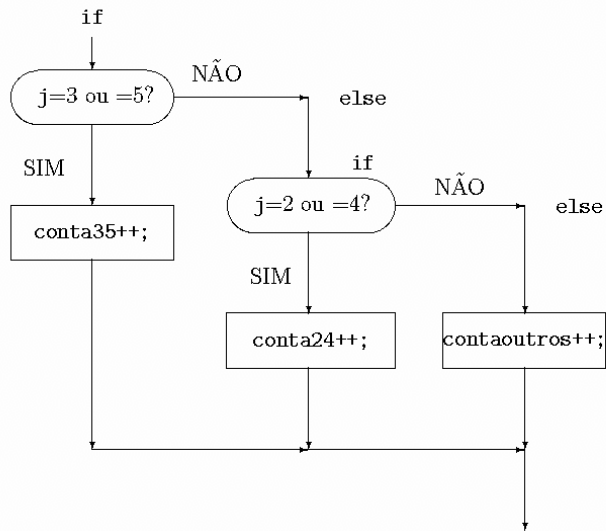 if
j=3 ou =5?
NÃO
else
SIM
if
j=2 ou =4?
NÃO
else
conta35++;
SIM
conta24++;
contaoutros++;